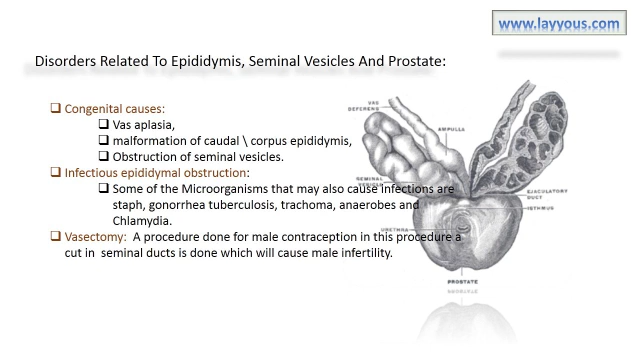 www.layyous.com
Disorders Related To Epididymis, Seminal Vesicles And Prostate:
Congenital causes:
Vas aplasia,
malformation of caudal \ corpus epididymis,
Obstruction of seminal vesicles.
Infectious epididymal obstruction:
Some of the Microorganisms that may also cause infections are
staph, gonorrhea tuberculosis, trachoma, anaerobes and
Chlamydia.
Vasectomy: A procedure done for male contraception in this procedure a
cut in seminal ducts is done which will cause male infertility.
VAS
DEFERENS
AMPULLA
SEMINAL
VESICLE
EJACULATORY
DUCT
ISTHMUS
URETHRA
PROSTATE